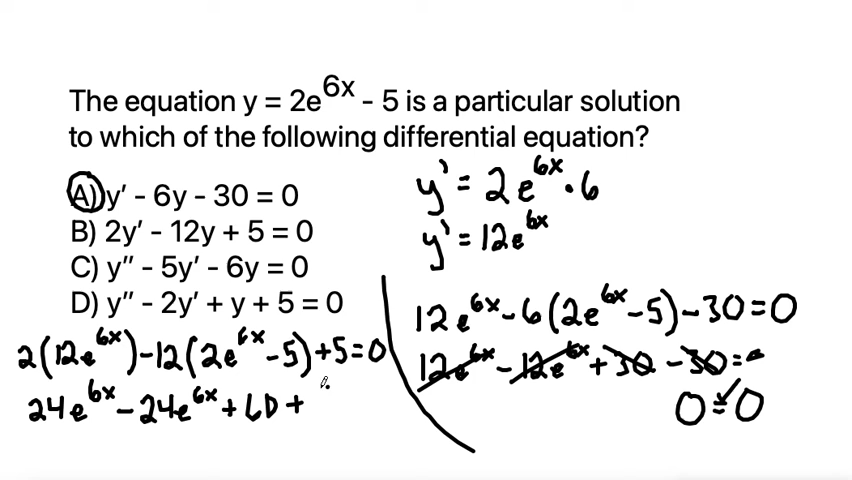 The equation y = 2e^6x - 5 is a particular solution
to which of the following differential equation?
A) y′ - 6y - 30 = 0
B) 2y′ - 12y + 5 = 0
C) y″ - 5y′ - 6y = 0
D) y″ - 2y′ + y + 5 = 0
2(12e^6x) - 12(2e^6x - 5) + 5 = 0
24e^6x - 24e^6x + 60 +
y' = 2e^6x · 6
y' = 12e^6x
12e^6x - 6(2e^6x - 5) - 30 = 0
12e^6x - 12e^6x + 30 - 30 =
0 = 0